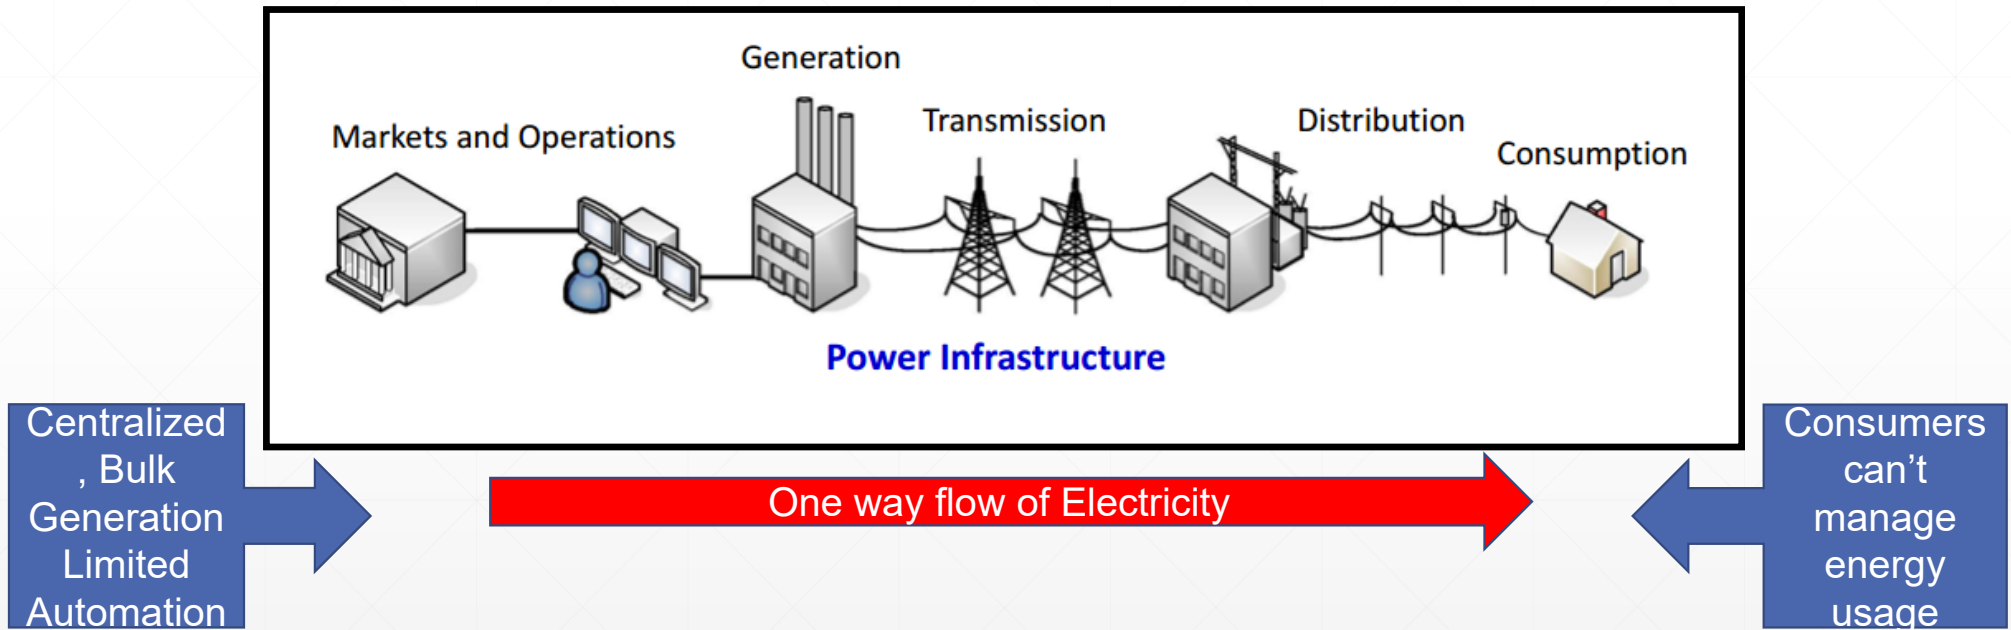 Generation
Transmission
Distribution
Markets and Operations
Consumption
Power Infrastructure
Centralized
, Bulk
Generation
Limited
Automation
One way flow of Electricity
Consumers
can’t
manage
energy
usage